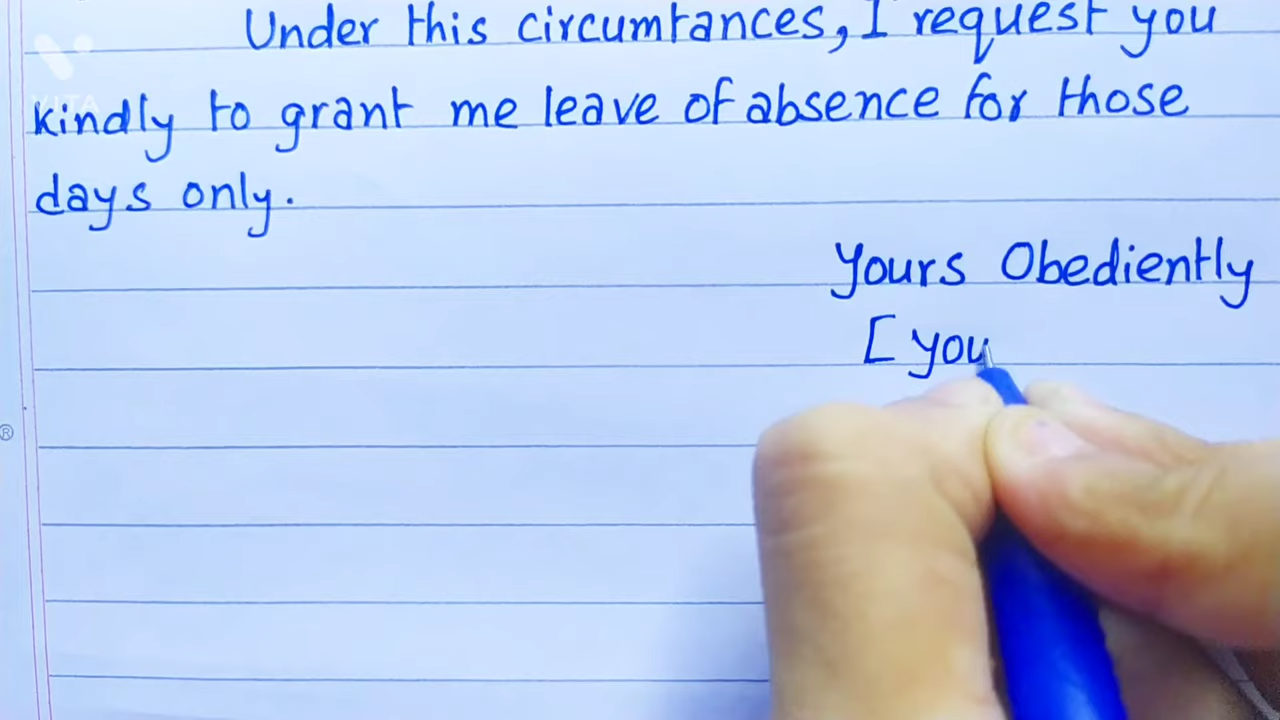 Under this circumtances, I request you
VITA
kindly to grant me leave of absence for those
days only.
Yours Obediently
[ you
®